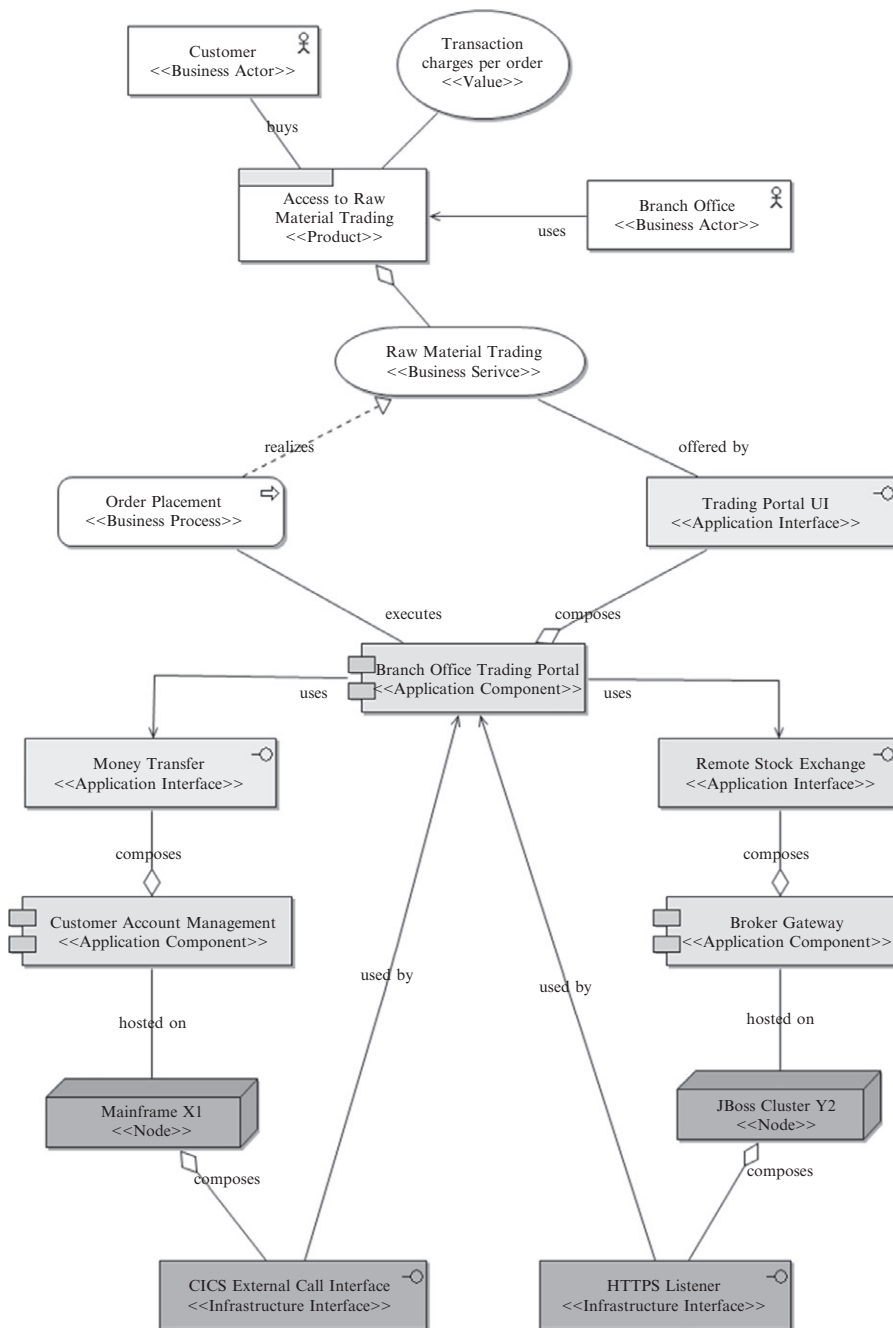 Customer
<<Business Actor>>
Transaction
charges per order
<<Value>>
buys
Access to Raw
Material Trading
<<Product>>
uses
Branch Office
<<Business Actor>>
Raw Material Trading
<<Business Serivce>>
realizes
offered by
Order Placement
<<Business Process>>
Trading Portal UI
<<Application Interface>>
executes
composes
Branch Office Trading Portal
<<Application Component>>
uses
uses
Money Transfer
<<Application Interface>>
Remote Stock Exchange
<<Application Interface>>
composes
composes
Customer Account Management
<<Application Component>>
Broker Gateway
<<Application Component>>
used by
used by
hosted on
hosted on
Mainframe X1
<<Node>>
JBoss Cluster Y2
<<Node>>
composes
composes
CICS External Call Interface
<<Infrastructure Interface>>
HTTPS Listener
<<Infrastructure Interface>>